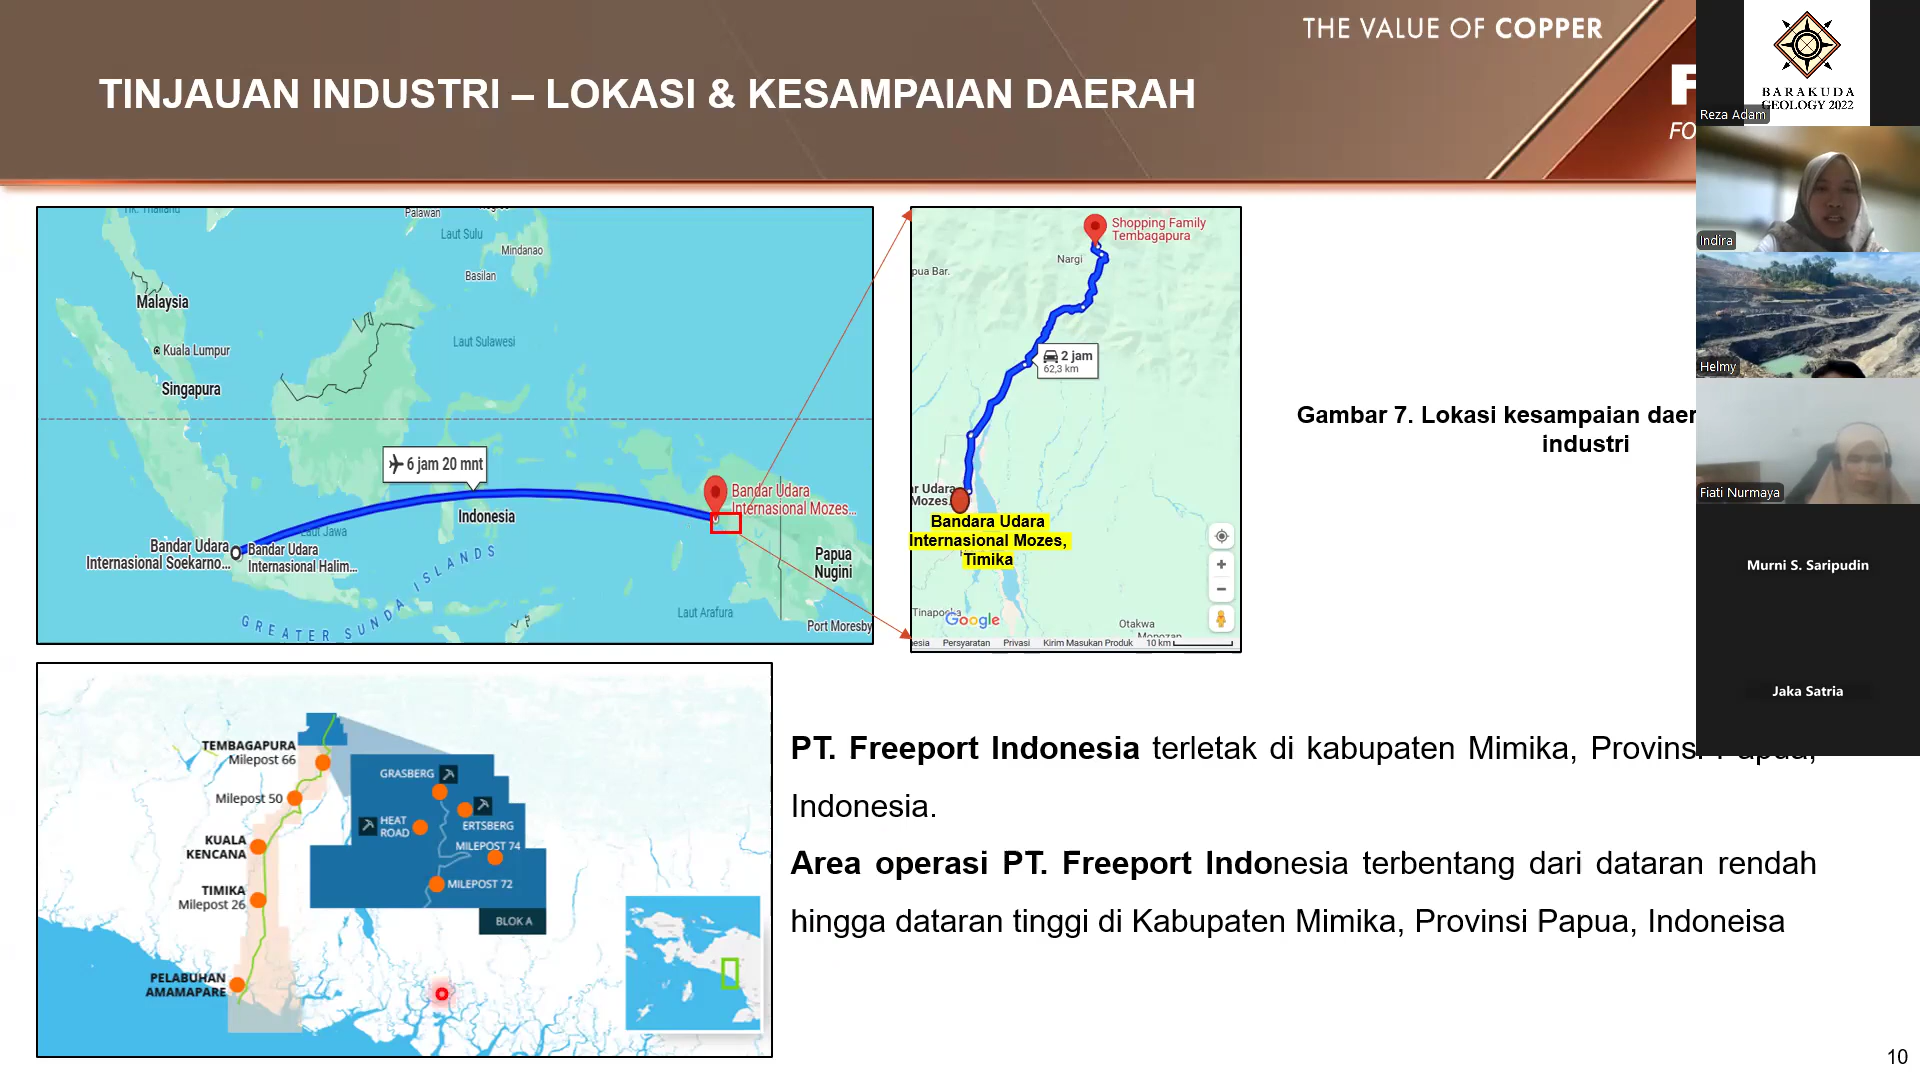 THE VALUE OF COPPER
TINJAUAN INDUSTRI – LOKASI & KESAMPAIAN DAERAH
BARAKUDA
GEOLOGY 2022
Reza Adam
Indira
Helmy
Fiati Nurmaya
Murni S. Saripudin
Jaka Satria
Palawan
Laut Sulu
Mindanao
Basilan
Malaysia
Kuala Lumpur
Laut Sulawesi
Singapura
6 jam 20 mnt
Bandar Udara
Internasional Mozes...
Indonesia
Laut Jawa
Bandar Udara
Internasional Soekarno...
Bandar Udara
Internasional Halim...
Papua
Nugini
GREATER SUNDA ISLANDS
Laut Arafura
Port Moresby
Shopping Family
Tembagapura
Nargi
pua Bar.
2 jam
62,3 km
ar Udara
Mozes.
Bandara Udara
Internasional Mozes,
Timika
Google
Otakwa
esia Persyaratan Privasi Kirim Masukan Produk 10 km
Gambar 7. Lokasi kesampaian daer
industri
TEMBAGAPURA
Milepost 66
Milepost 50
KUALA
KENCANA
TIMIKA
Milepost 26
PELABUHAN
AMAMAPARE
GRASBERG
HEAT
ROAD
ERTSBERG
MILEPOST 74
MILEPOST 72
BLOK A
PT. Freeport Indonesia terletak di kabupaten Mimika, Provinsi Papua,
Indonesia.
Area operasi PT. Freeport Indonesia terbentang dari dataran rendah
hingga dataran tinggi di Kabupaten Mimika, Provinsi Papua, Indoneisa
10